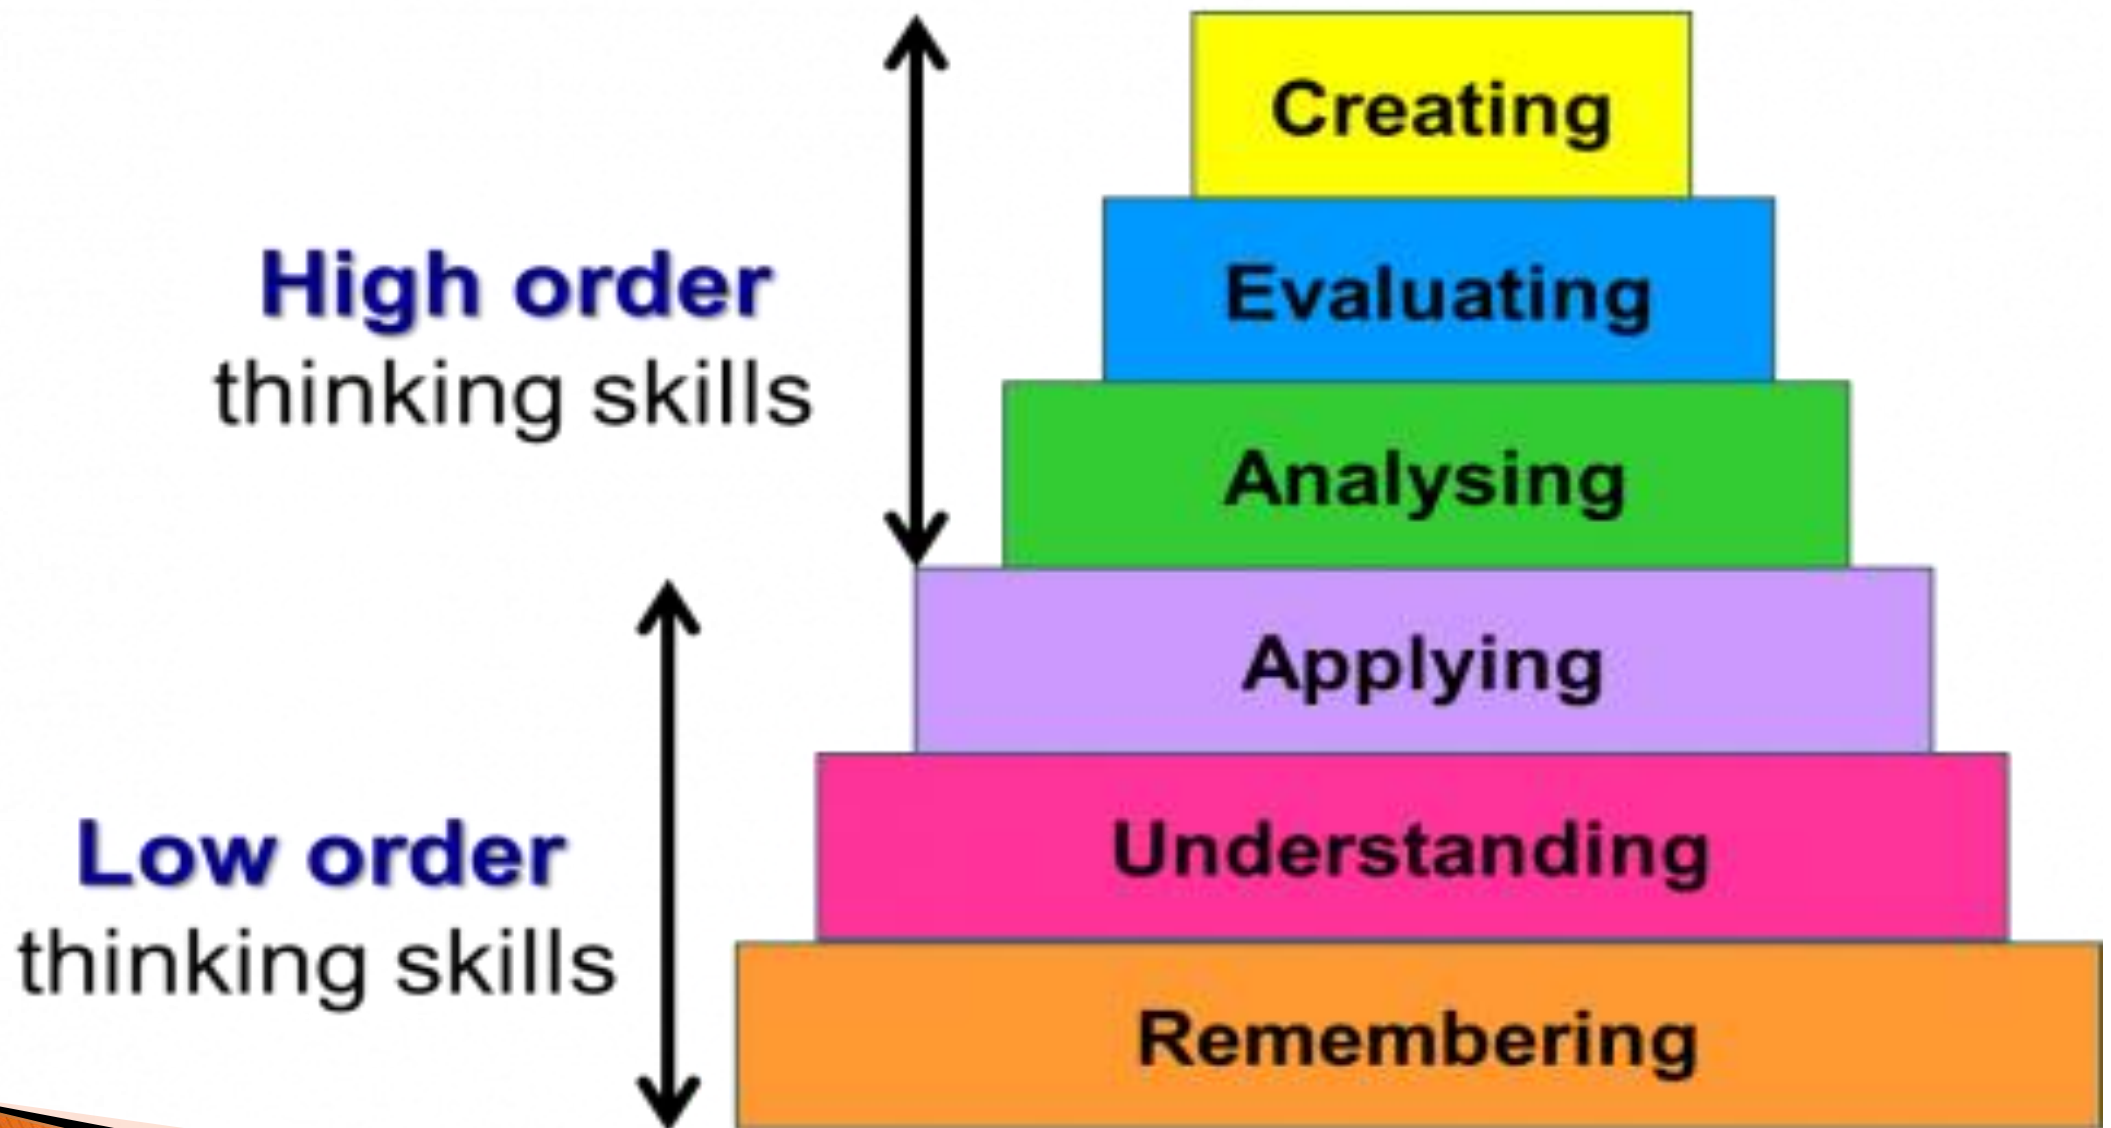 Creating
Evaluating
High order
thinking skills
Analysing
Applying
Understanding
Low order
thinking skills
Remembering